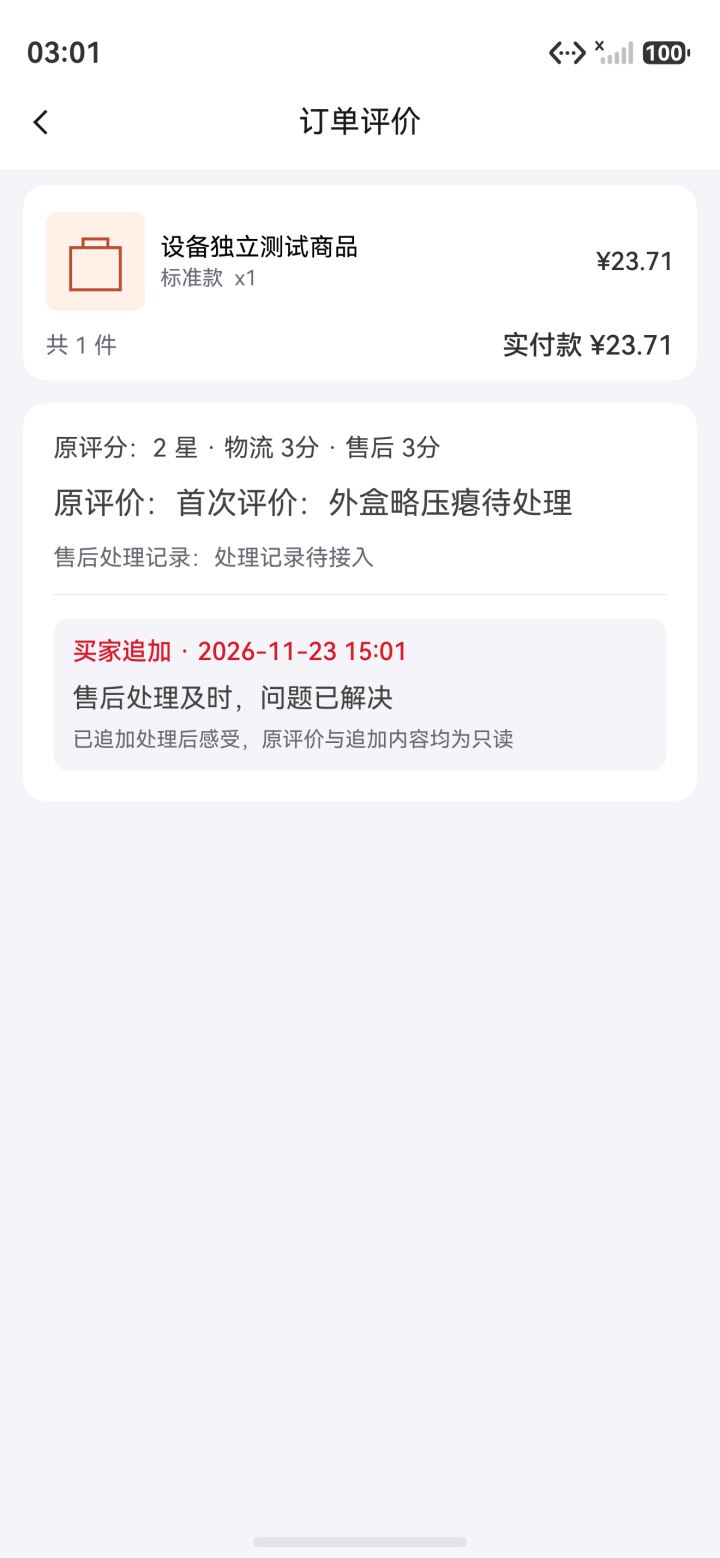 03:01
100
订单评价
设备独立测试商品
标准款 x1
¥23.71
共 1 件
实付款 ¥23.71
原评分：2 星 · 物流 3分 · 售后 3分
原评价：首次评价：外盒略压瘪待处理
售后处理记录：处理记录待接入
买家追加 · 2026-11-23 15:01
售后处理及时，问题已解决
已追加处理后感受，原评价与追加内容均为只读